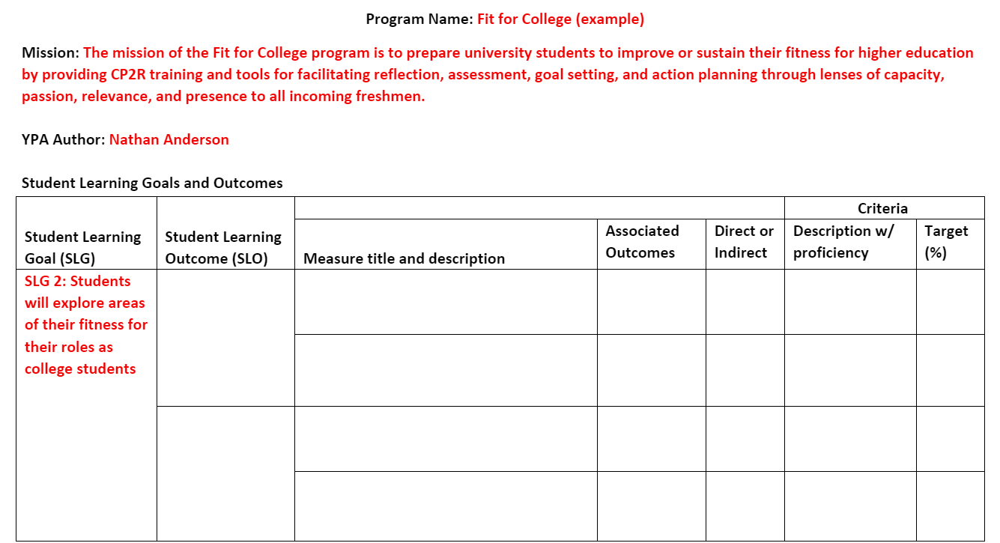 Program Name: Fit for College (example)
Mission: The mission of the Fit for College program is to prepare university students to improve or sustain their fitness for higher education
by providing CP2R training and tools for facilitating reflection, assessment, goal setting, and action planning through lenses of capacity,
passion, relevance, and presence to all incoming freshmen.
YPA Author: Nathan Anderson
Student Learning Goals and Outcomes
Student Learning
Goal (SLG)
Student Learning
Outcome (SLO)
Measure title and description
Associated
Outcomes
Direct or
Indirect
Criteria
Description w/
proficiency
Target
(%)
SLG 2: Students
will explore areas
of their fitness for
their roles as
college students